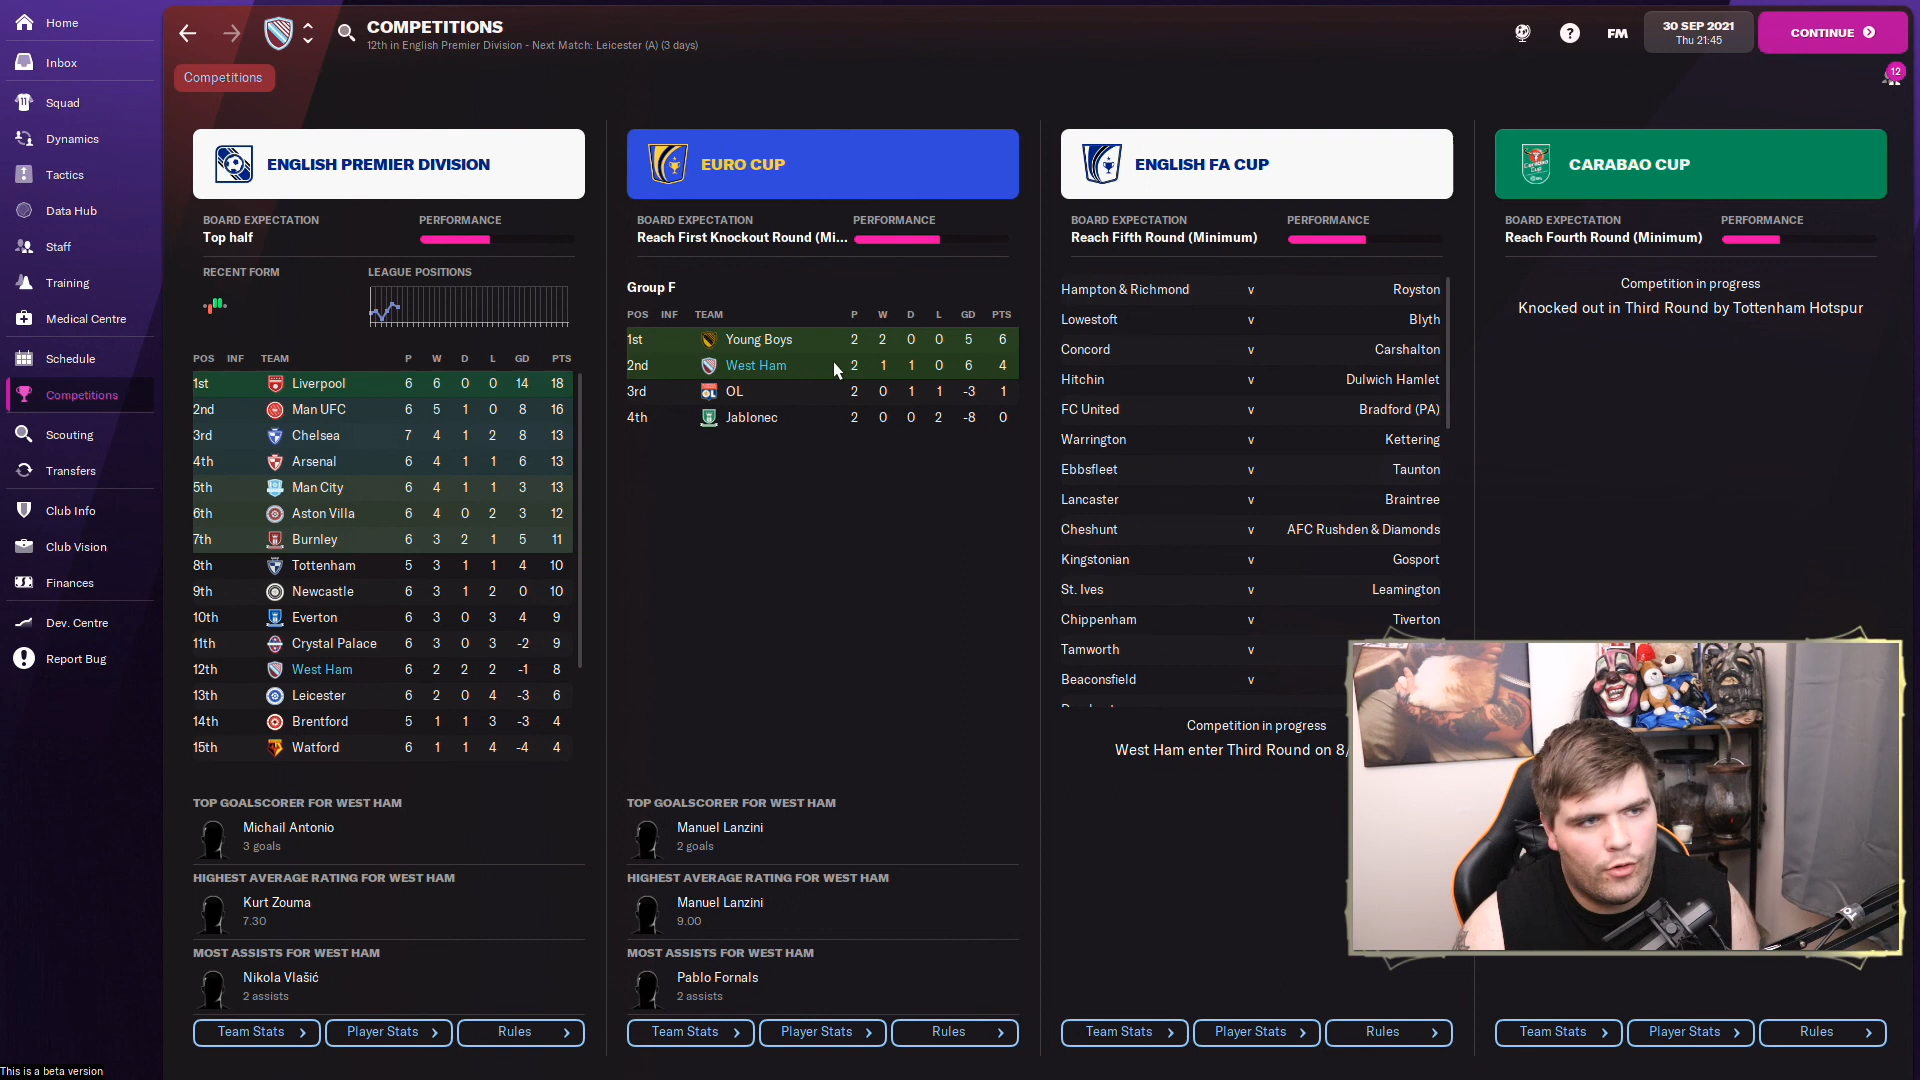 Home
Inbox
Squad
Dynamics
Tactics
Data Hub
Staff
Training
Medical Centre
Schedule
Competitions
Scouting
Transfers
Club Info
Club Vision
Finances
Dev. Centre
Report Bug
This is a beta version
COMPETITIONS
12th in English Premier Division - Next Match: Leicester (A) (3 days)
FM
30 SEP 2021
Thu 21:45
CONTINUE
Competitions
12
ENGLISH PREMIER DIVISION
BOARD EXPECTATION PERFORMANCE
Top half
RECENT FORM LEAGUE POSITIONS
POS INF TEAM P W D L GD PTS
1st Liverpool 6 6 0 0 14 18
2nd Man UFC 6 5 1 0 8 16
3rd Chelsea 7 4 1 2 8 13
4th Arsenal 6 4 1 1 6 13
5th Man City 6 4 1 1 3 13
6th Aston Villa 6 4 0 2 3 12
7th Burnley 6 3 2 1 5 11
8th Tottenham 5 3 1 1 4 10
9th Newcastle 6 3 1 2 0 10
10th Everton 6 3 0 3 4 9
11th Crystal Palace 6 3 0 3 -2 9
12th West Ham 6 2 2 2 -1 8
13th Leicester 6 2 0 4 -3 6
14th Brentford 5 1 1 3 -3 4
15th Watford 6 1 1 4 -4 4
TOP GOALSCORER FOR WEST HAM
Michail Antonio
3 goals
HIGHEST AVERAGE RATING FOR WEST HAM
Kurt Zouma
7.30
MOST ASSISTS FOR WEST HAM
Nikola Vlašić
2 assists
Team Stats Player Stats Rules
EURO CUP
BOARD EXPECTATION PERFORMANCE
Reach First Knockout Round (Mi...
Group F
POS INF TEAM P W D L GD PTS
1st Young Boys 2 2 0 0 5 6
2nd West Ham 2 1 1 0 6 4
3rd OL 2 0 1 1 -3 1
4th Jablonec 2 0 0 2 -8 0
TOP GOALSCORER FOR WEST HAM
Manuel Lanzini
2 goals
HIGHEST AVERAGE RATING FOR WEST HAM
Manuel Lanzini
9.00
MOST ASSISTS FOR WEST HAM
Pablo Fornals
2 assists
Team Stats Player Stats Rules
ENGLISH FA CUP
BOARD EXPECTATION PERFORMANCE
Reach Fifth Round (Minimum)
Hampton & Richmond v Royston
Lowestoft v Blyth
Concord v Carshalton
Hitchin v Dulwich Hamlet
FC United v Bradford (PA)
Warrington v Kettering
Ebbsfleet v Taunton
Lancaster v Braintree
Cheshunt v AFC Rushden & Diamonds
Kingstonian v Gosport
St. Ives v Leamington
Chippenham v Tiverton
Tamworth v
Beaconsfield v
Competition in progress
West Ham enter Third Round on 8/
Team Stats Player Stats Rules
CARABAO CUP
BOARD EXPECTATION PERFORMANCE
Reach Fourth Round (Minimum)
Competition in progress
Knocked out in Third Round by Tottenham Hotspur
Team Stats Player Stats Rules